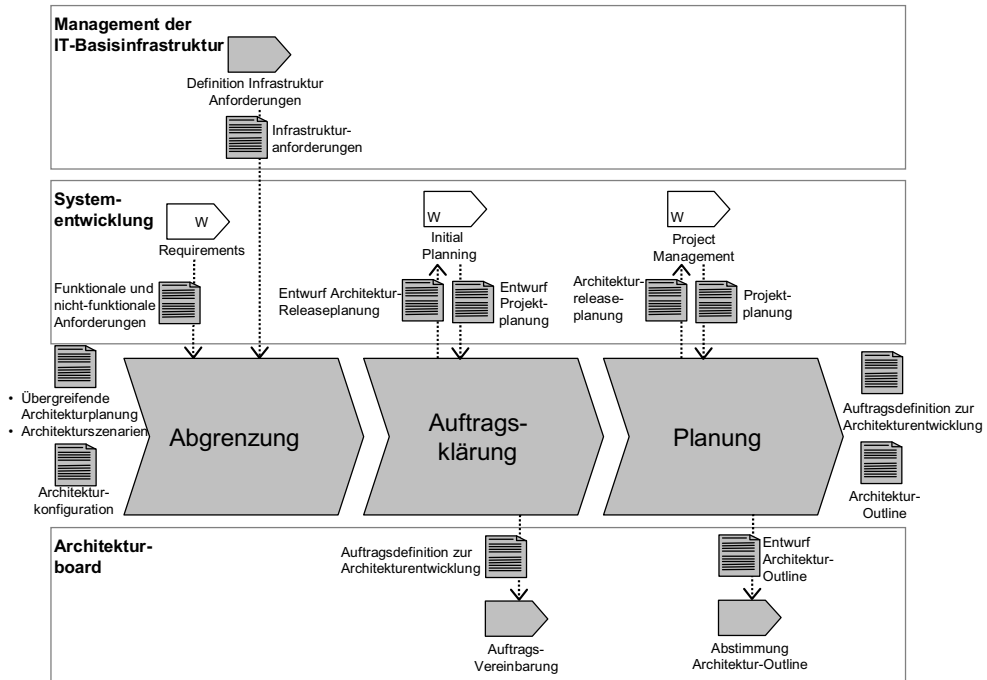 Management der
IT-Basisinfrastruktur
Definition Infrastruktur
Anforderungen
Infrastruktur-
anforderungen
System-
entwicklung
W
Requirements
Funktionale und
nicht-funktionale
Anforderungen
W
Initial
Planning
Entwurf Architektur-
Releaseplanung
Entwurf
Projekt-
planung
W
Project
Management
Architektur-
release-
planung
Projekt-
planung
• Übergreifende
Architekturplanung
• Architekturszenarien
Architektur-
konfiguration
Abgrenzung
Auftrags-
klärung
Planung
Auftragsdefinition zur
Architekturentwicklung
Architektur-
Outline
Architektur-
board
Auftragsdefinition zur
Architekturentwicklung
Auftrags-
Vereinbarung
Entwurf
Architektur-
Outline
Abstimmung
Architektur-Outline